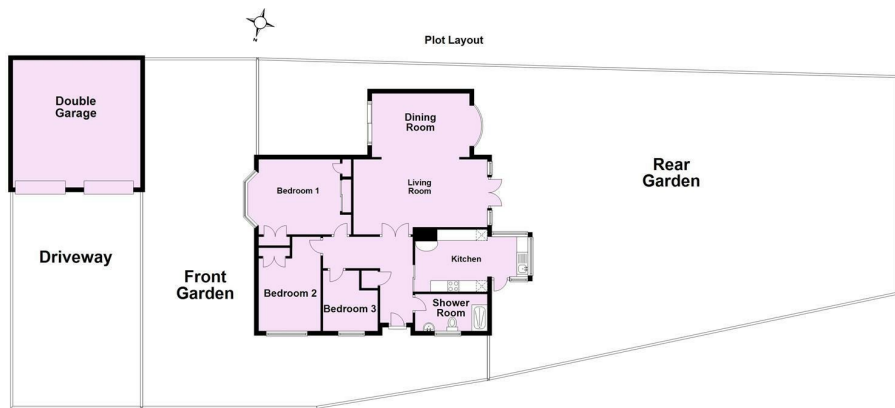 Plot Layout
N
Double
Garage
Dining
Room
Rear
Garden
Bedroom 1
Living
Room
Driveway
Front
Garden
Kitchen
Bedroom 2
Bedroom 3
Shower
Room